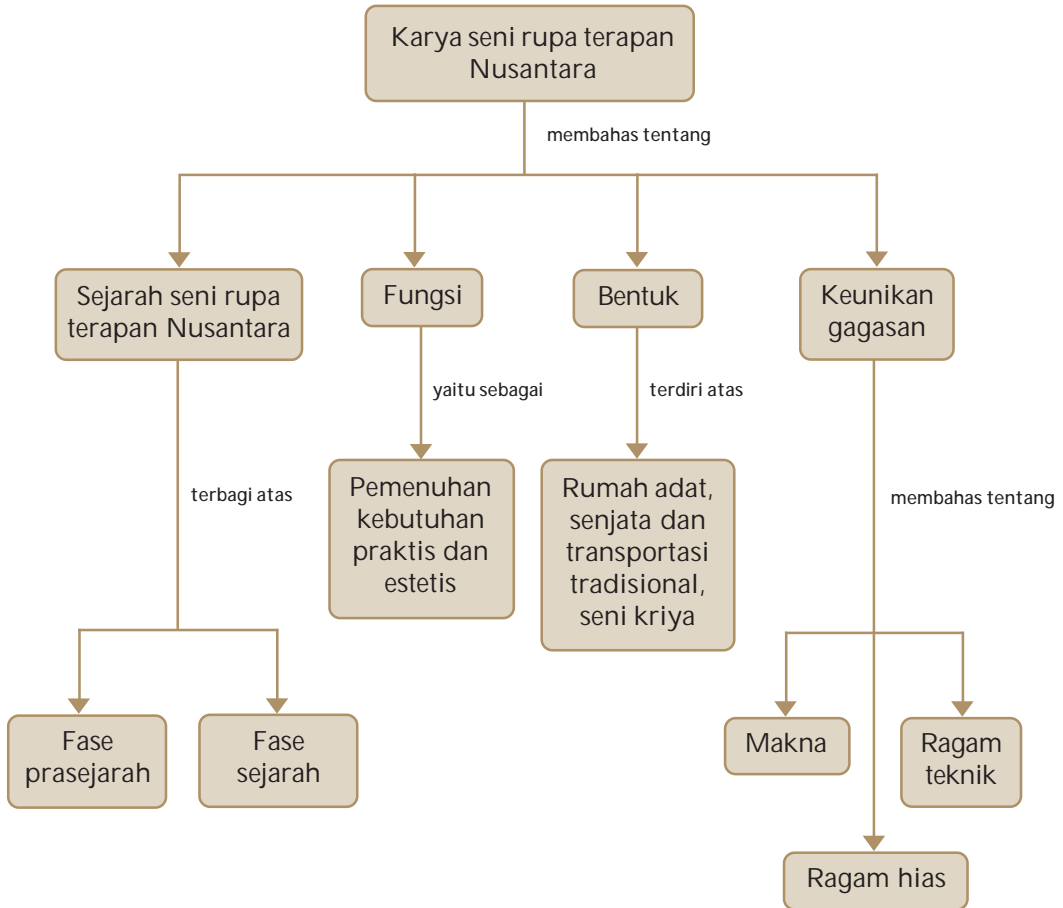 Karya seni rupa terapan
Nusantara
membahas tentang
Sejarah seni rupa
terapan Nusantara
Fungsi
Bentuk
Keunikan
gagasan
yaitu sebagai
terdiri atas
terbagi atas
membahas tentang
Pemenuhan
kebutuhan
praktis dan
estetis
Rumah adat,
senjata dan
transportasi
tradisional,
seni kriya
Fase
prasejarah
Fase
sejarah
Makna
Ragam
teknik
Ragam hias